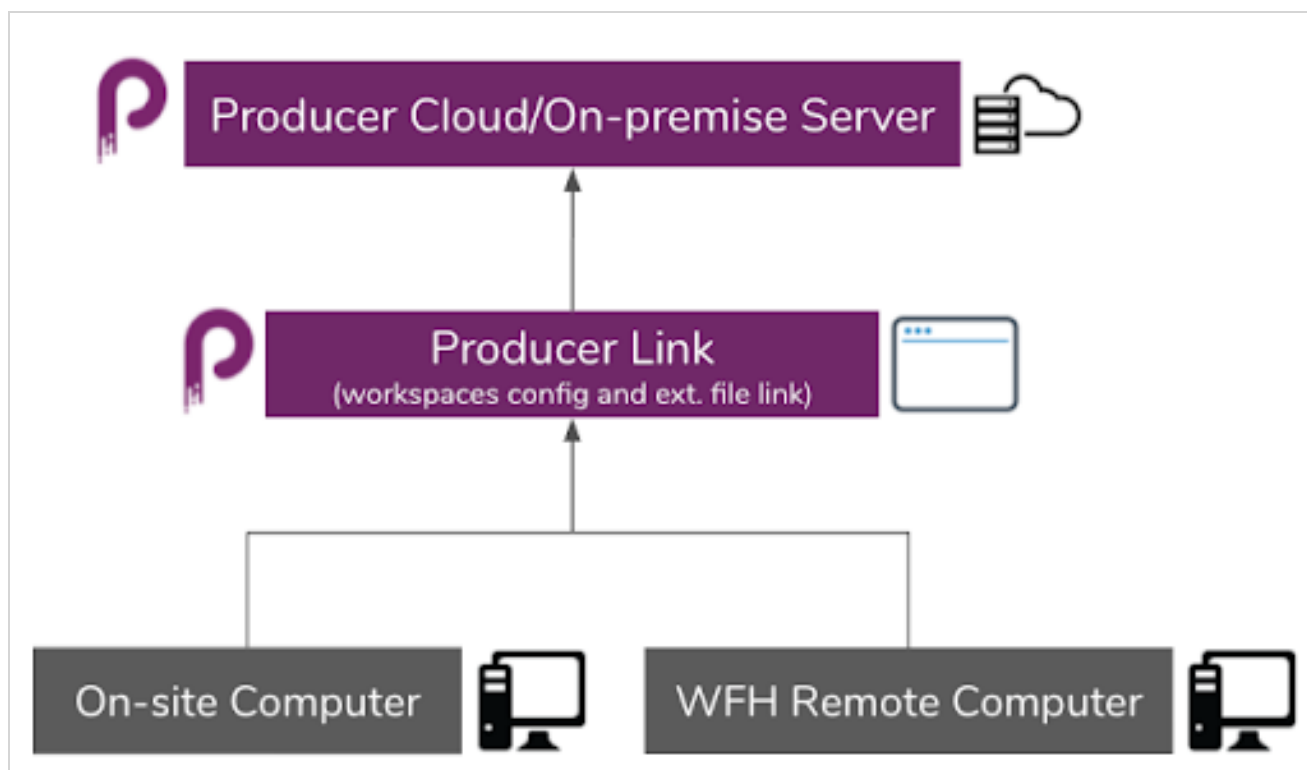 Producer Cloud/On-premise Server
Producer Link
(workspaces config and ext. file link)
On-site Computer
WFH Remote Computer